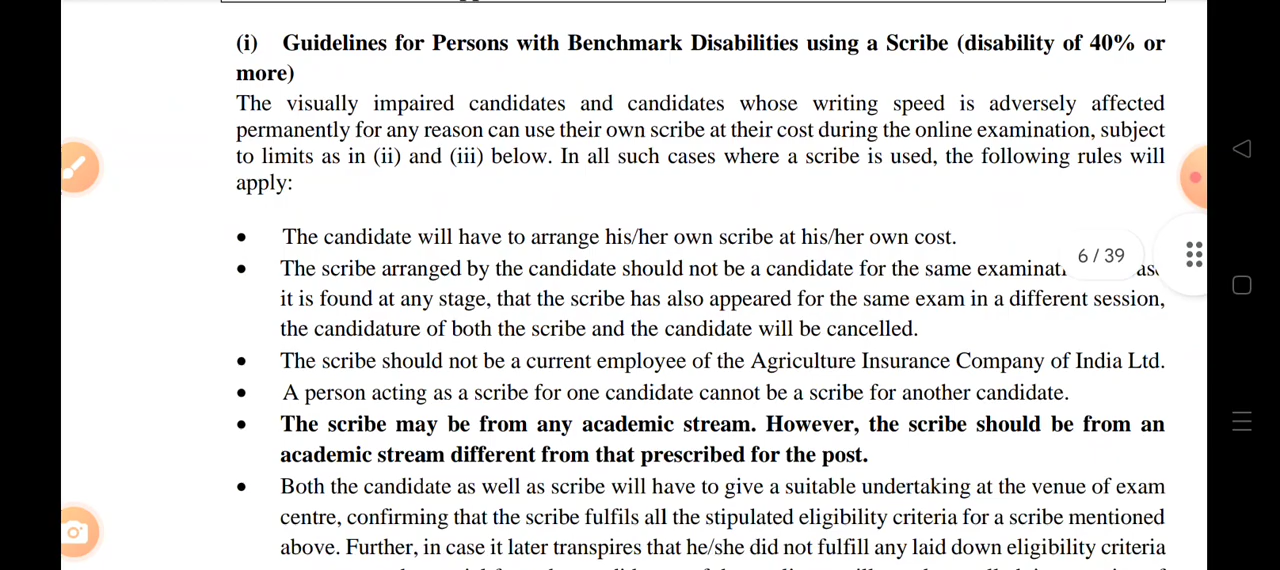 (i) Guidelines for Persons with Benchmark Disabilities using a Scribe (disability of 40% or
more)
The visually impaired candidates and candidates whose writing speed is adversely affected
permanently for any reason can use their own scribe at their cost during the online examination, subject
to limits as in (ii) and (iii) below. In all such cases where a scribe is used, the following rules will
apply:
• The candidate will have to arrange his/her own scribe at his/her own cost.
• The scribe arranged by the candidate should not be a candidate for the same
6 / 39
it is found at any stage, that the scribe has also appeared for the same exam in a different session,
the candidature of both the scribe and the candidate will be cancelled.
• The scribe should not be a current employee of the Agriculture Insurance Company of India Ltd.
• A person acting as a scribe for one candidate cannot be a scribe for another candidate.
• The scribe may be from any academic stream. However, the scribe should be from an
academic stream different from that prescribed for the post.
• Both the candidate as well as scribe will have to give a suitable undertaking at the venue of exam
centre, confirming that the scribe fulfils all the stipulated eligibility criteria for a scribe mentioned
above. Further, in case it later transpires that he/she did not fulfill any laid down eligibility criteria